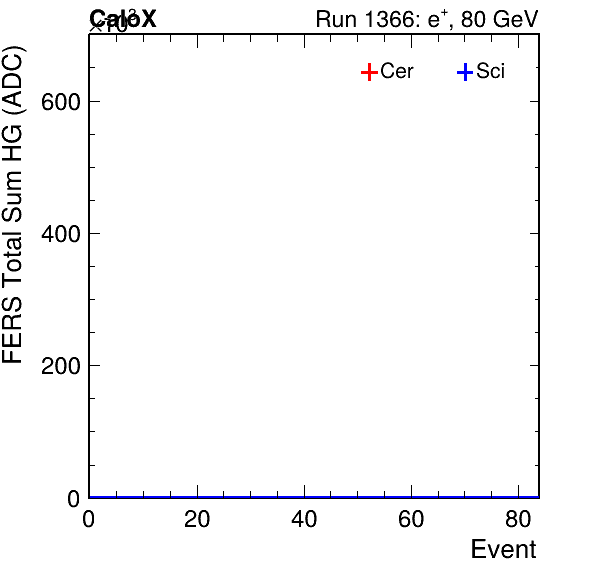 CaloX
×10³
Run 1366: e⁺, 80 GeV
FERS Total Sum HG (ADC)
Cer
Sci
600
400
200
0
0 20 40 60 80
Event